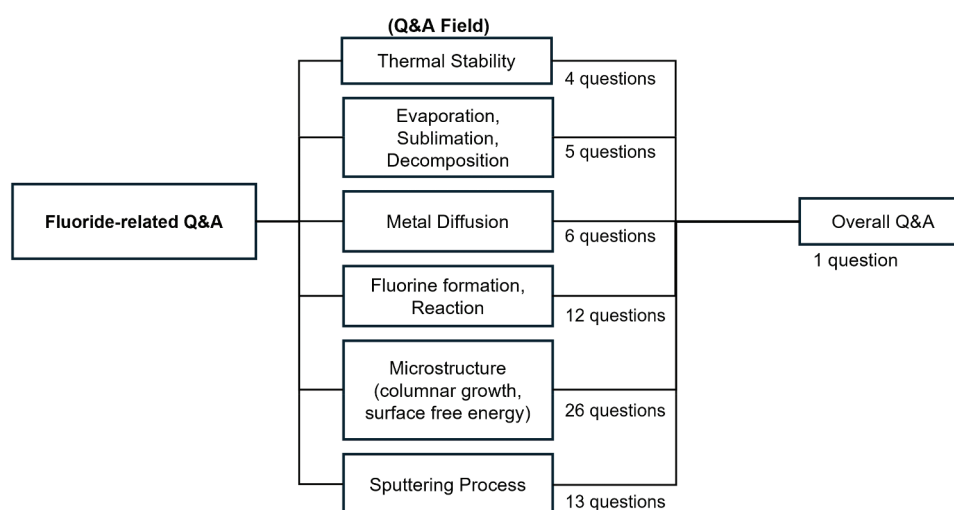 (Q&A Field)
Thermal Stability
4 questions
Evaporation,
Sublimation,
Decomposition
5 questions
Fluoride-related Q&A
Metal Diffusion
6 questions
Overall Q&A
1 question
Fluorine formation,
Reaction
12 questions
Microstructure
(columnar growth,
surface free energy)
26 questions
Sputtering Process
13 questions